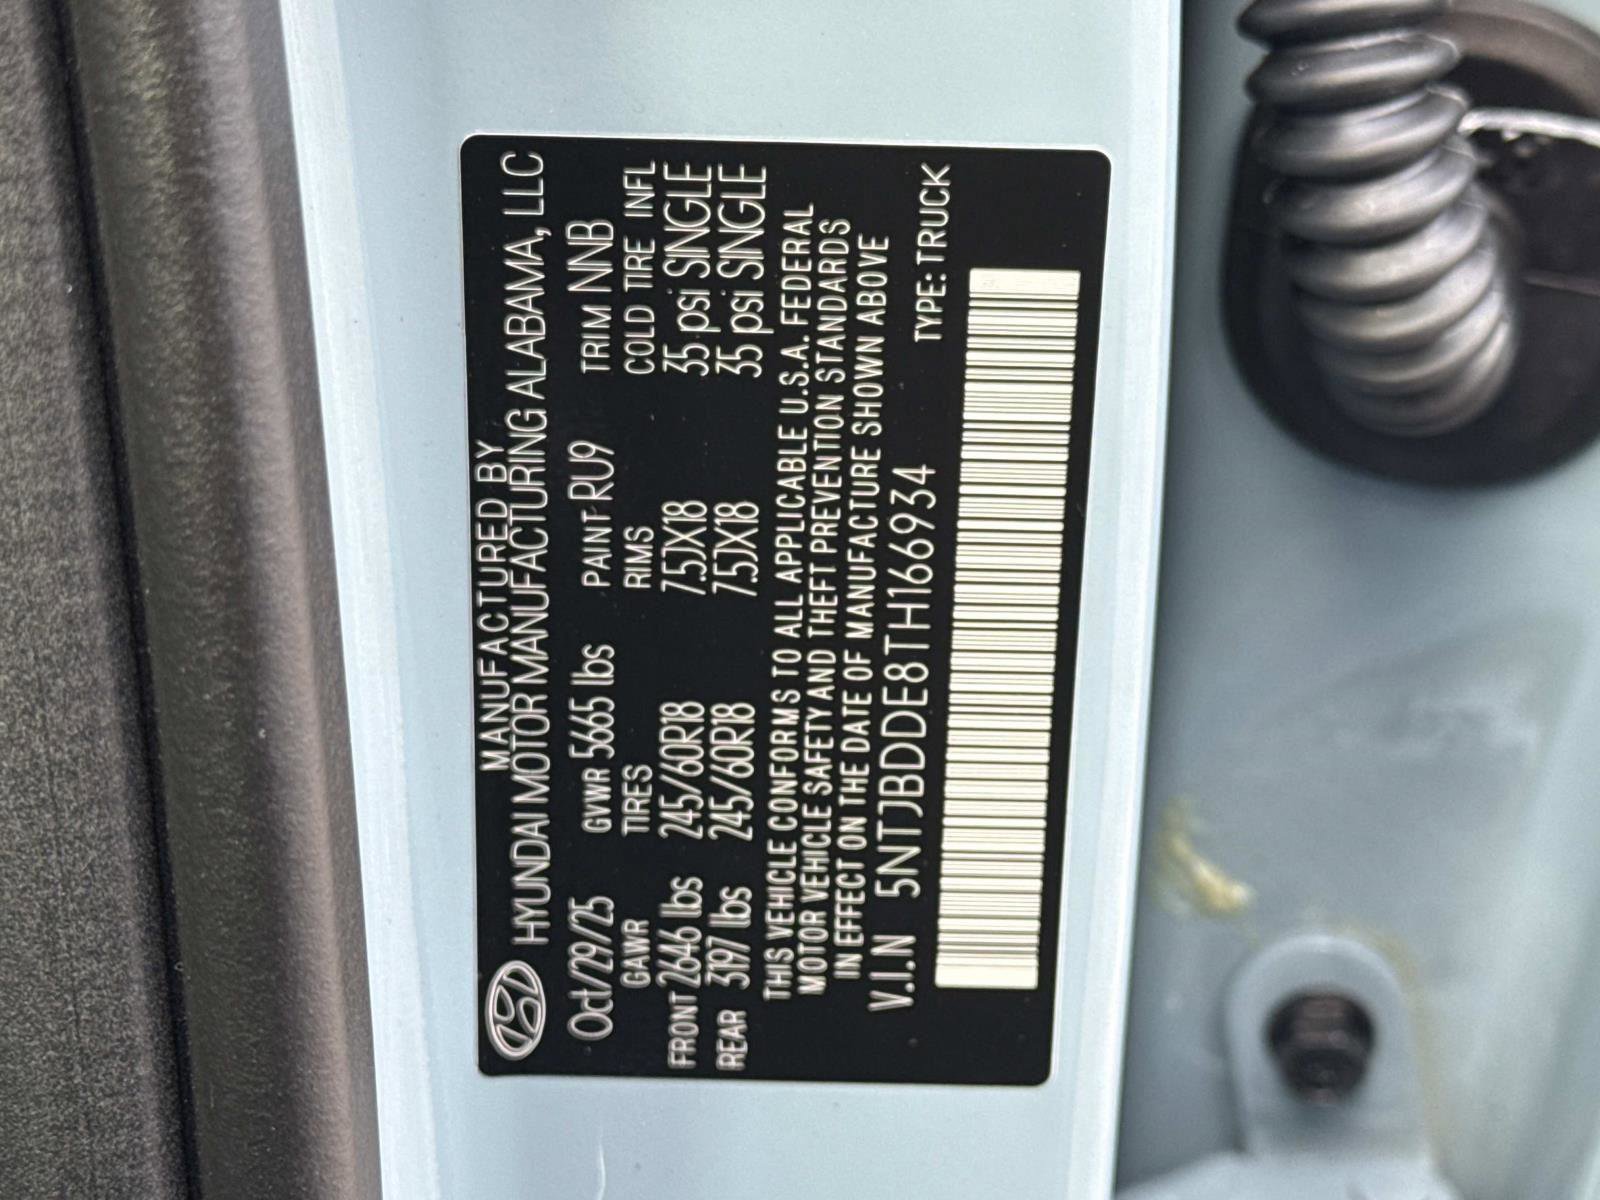 MANUFACTURED BY
HYUNDAI MOTOR MANUFACTURING ALABAMA, LLC
Oct/29/25 GVWR 5665 lbs PAINT RU9 TRIM NNB
GAWR TIRES RIMS COLD TIRE INFL
FRONT 2646 lbs 245/60R18 7.5JX18 35 psi SINGLE
REAR 3197 lbs 245/60R18 7.5JX18 35 psi SINGLE
THIS VEHICLE CONFORMS TO ALL APPLICABLE U.S.A. FEDERAL
MOTOR VEHICLE SAFETY AND THEFT PREVENTION STANDARDS
IN EFFECT ON THE DATE OF MANUFACTURE SHOWN ABOVE
V.I.N 5NTJBDDE8TH166934 TYPE: TRUCK